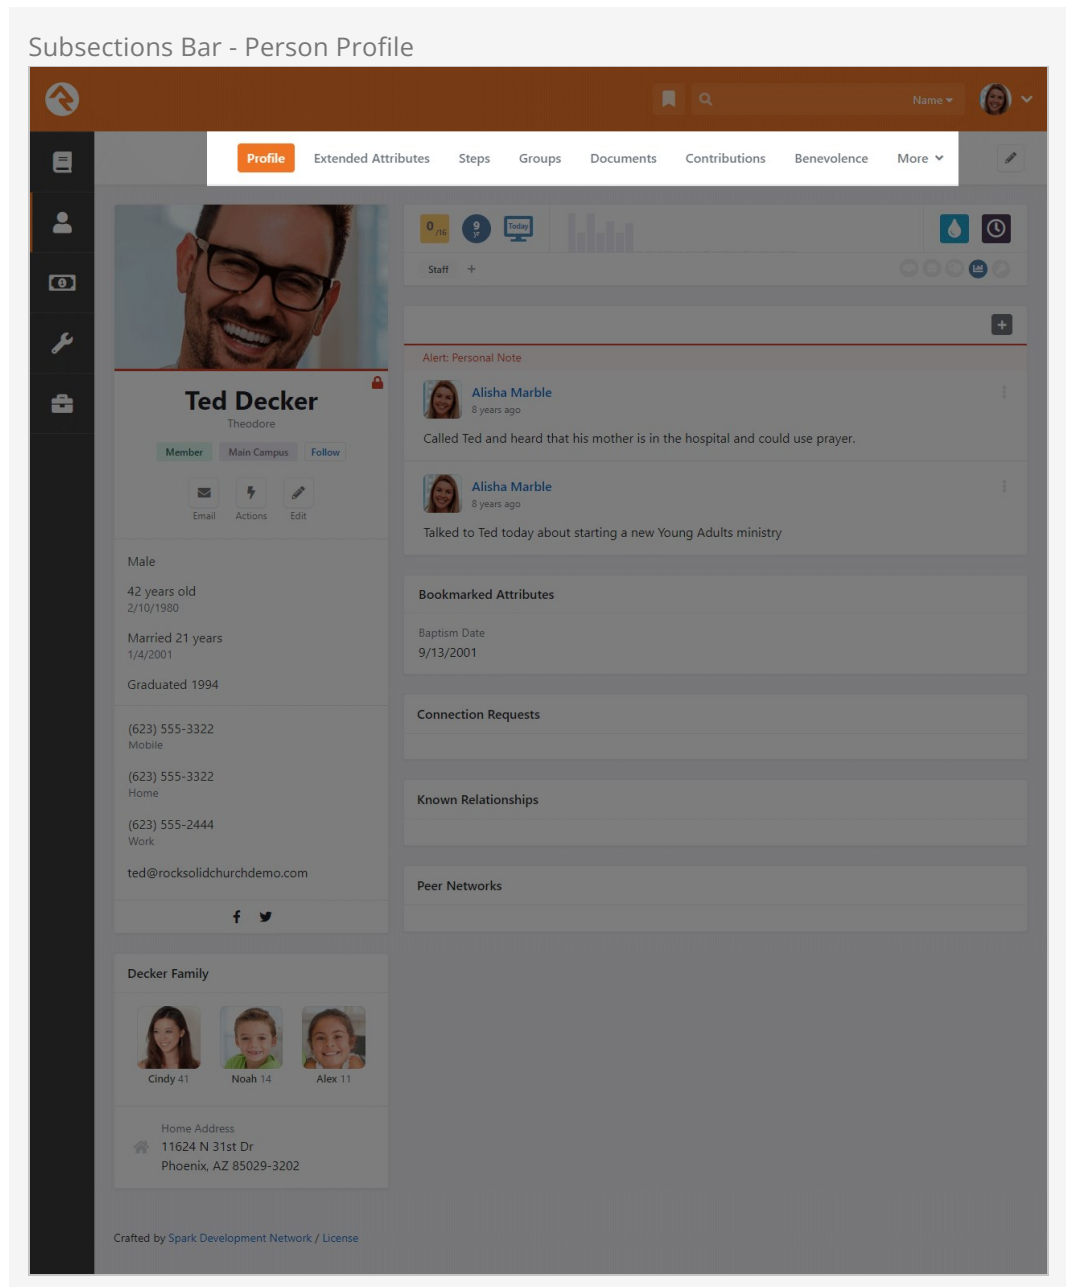 Subsections Bar - Person Profile
Name
Profile Extended Attributes Steps Groups Documents Contributions Benevolence More
0/16 9 yr Today
Staff +
Alert: Personal Note
Alisha Marble
8 years ago
Called Ted and heard that his mother is in the hospital and could use prayer.
Alisha Marble
8 years ago
Talked to Ted today about starting a new Young Adults ministry
Bookmarked Attributes
Baptism Date
9/13/2001
Connection Requests
Known Relationships
Peer Networks
Ted Decker
Theodore
Member Main Campus Follow
Email Actions Edit
Male
42 years old
2/10/1980
Married 21 years
1/4/2001
Graduated 1994
(623) 555-3322
Mobile
(623) 555-3322
Home
(623) 555-2444
Work
ted@rocksolidchurchdemo.com
Decker Family
Cindy 41 Noah 14 Alex 11
Home Address
11624 N 31st Dr
Phoenix, AZ 85029-3202
Crafted by Spark Development Network / License